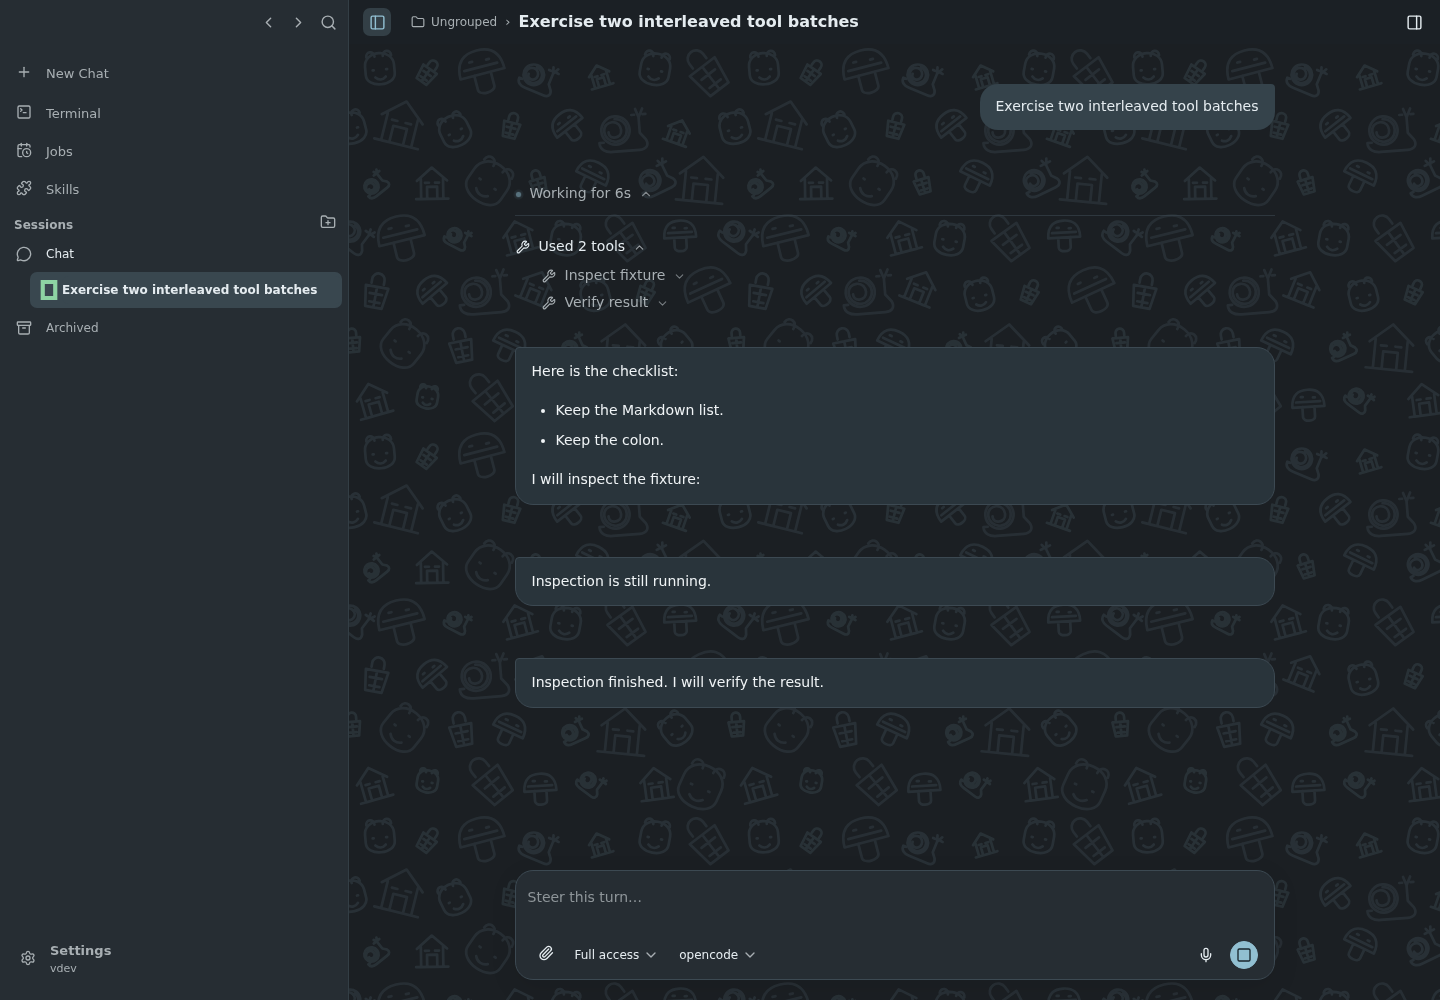 Ungrouped › Exercise two interleaved tool batches
New Chat
Terminal
Jobs
Skills
Sessions
Chat
Exercise two interleaved tool batches
Archived
Settings
vdev
Exercise two interleaved tool batches
Working for 6s
Used 2 tools
Inspect fixture
Verify result
Here is the checklist:
• Keep the Markdown list.
• Keep the colon.
I will inspect the fixture:
Inspection is still running.
Inspection finished. I will verify the result.
Steer this turn…
Full access
opencode